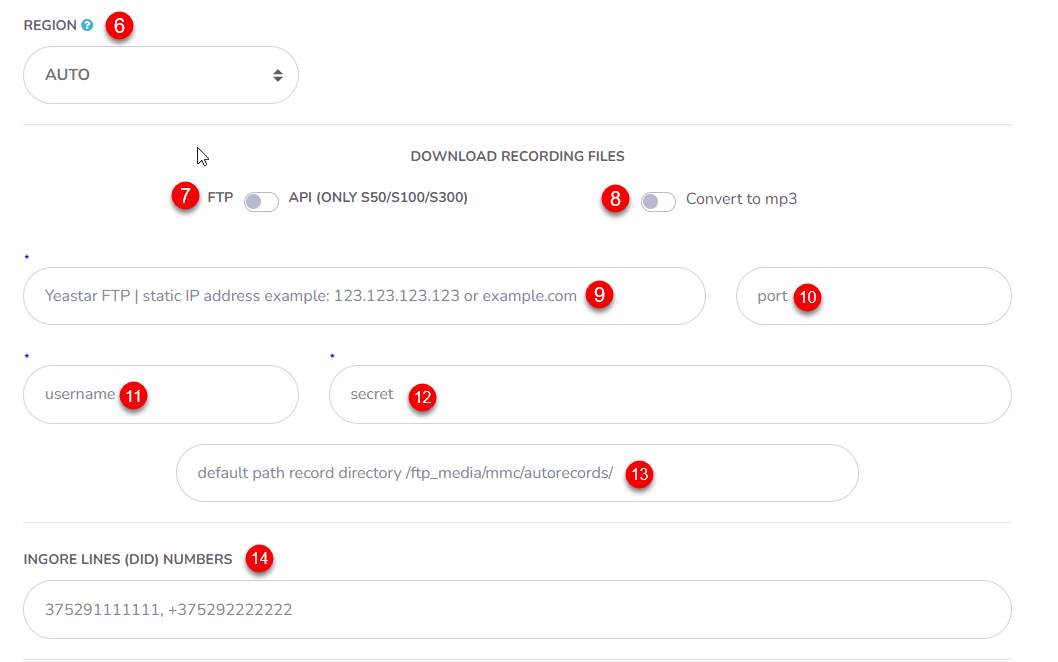 REGION ? 6
AUTO
DOWNLOAD RECORDING FILES
7 FTP API (ONLY S50/S100/S300) 8 Convert to mp3
*
Yeastar FTP | static IP address example: 123.123.123.123 or example.com 9 port 10
* *
username 11 secret 12
default path record directory /ftp_media/mmc/autorecords/ 13
INGORE LINES (DID) NUMBERS 14
375291111111, +375292222222